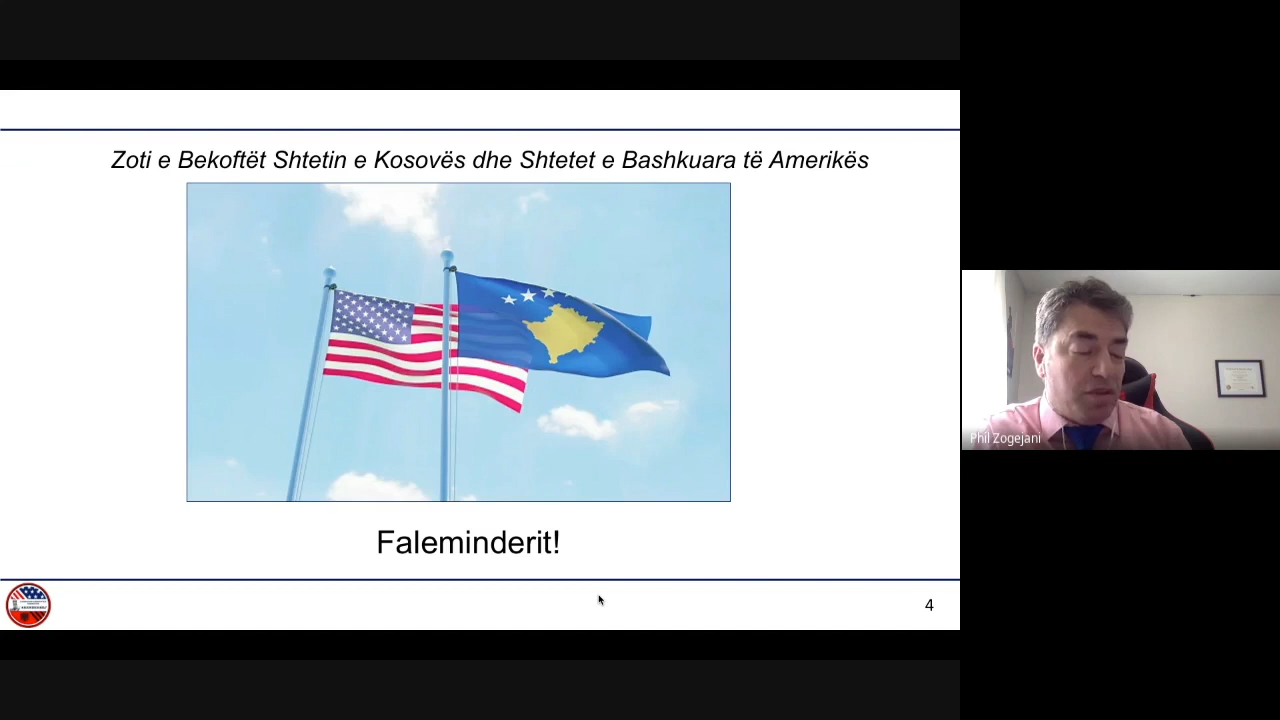 Zoti e Bekoftët Shtetin e Kosovës dhe Shtetet e Bashkuara të Amerikës
Faleminderit!
4
Phil Zogejani